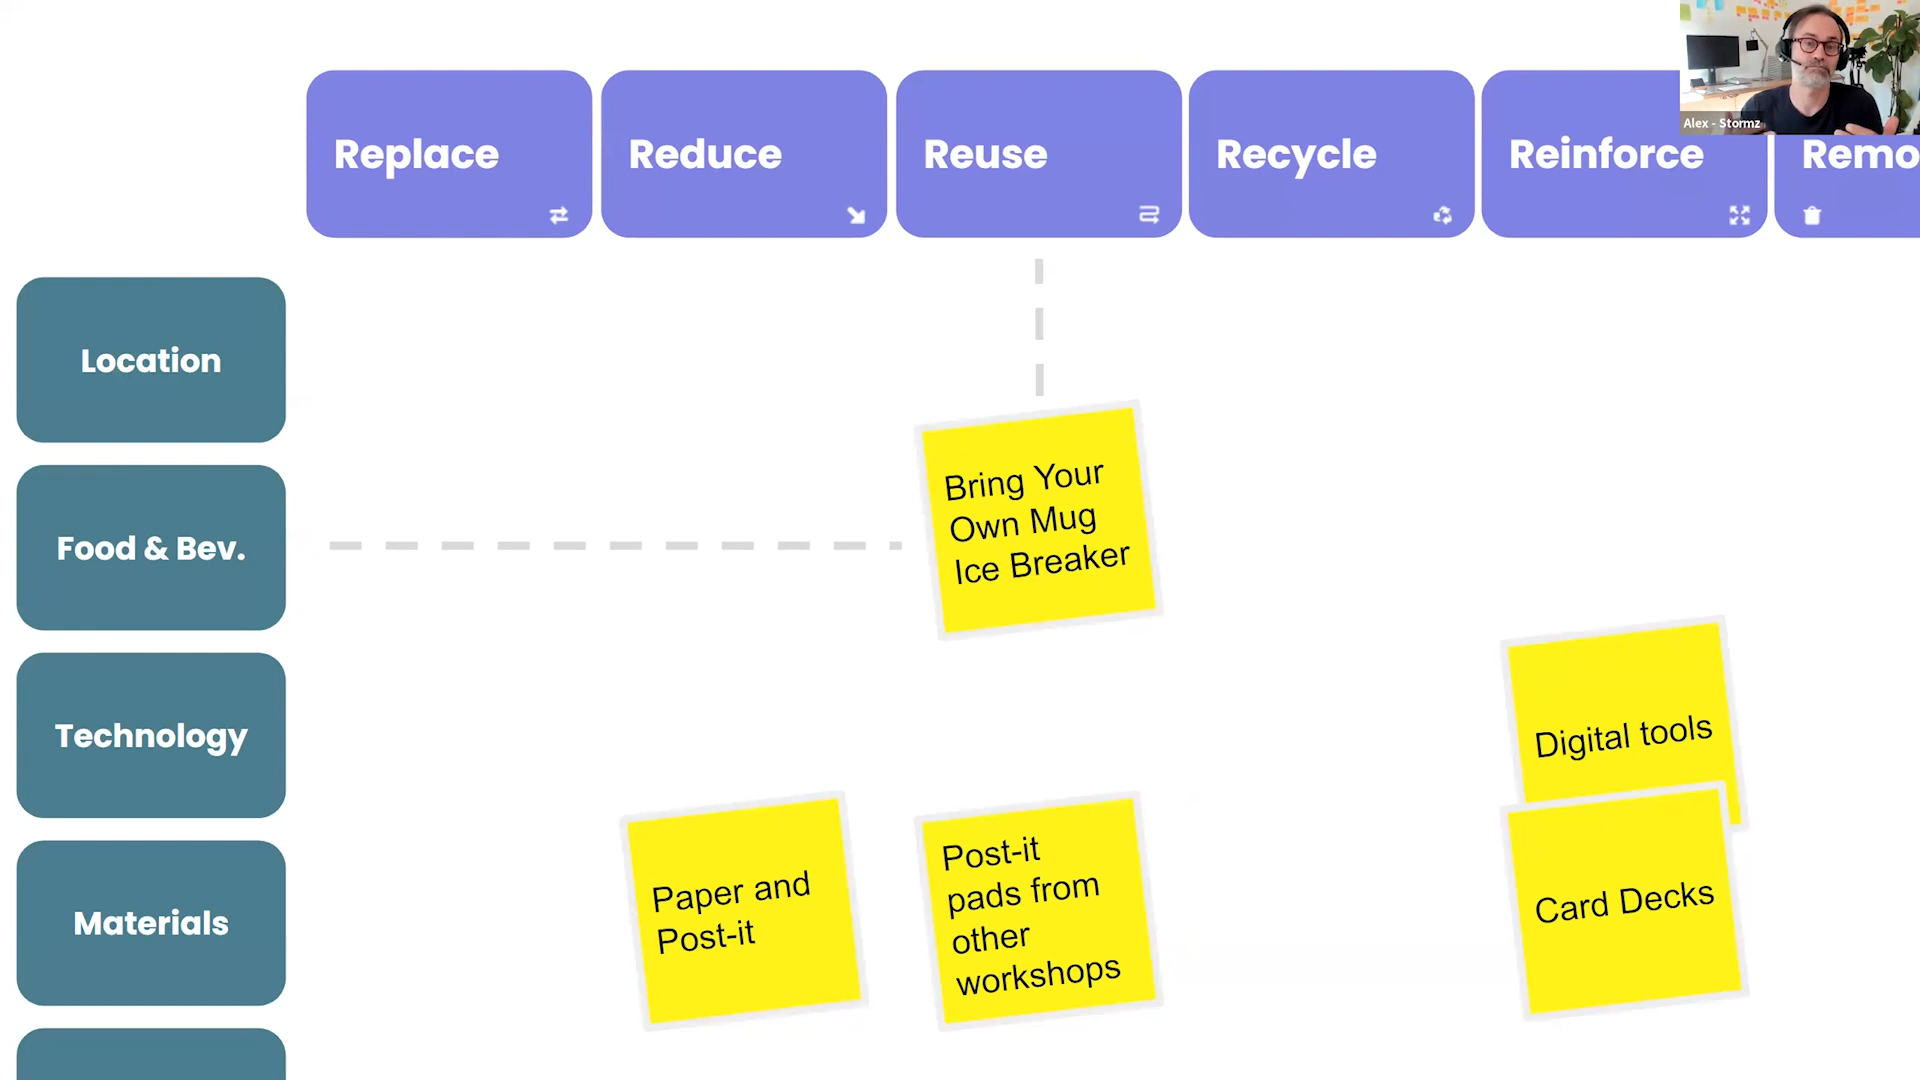 Alex - Stormz
Replace
Reduce
Reuse
Recycle
Reinforce
Remo
Location
Food & Bev.
Bring Your
Own Mug
Ice Breaker
Technology
Digital tools
Materials
Paper and
Post-it
Post-it
pads from
other
workshops
Card Decks